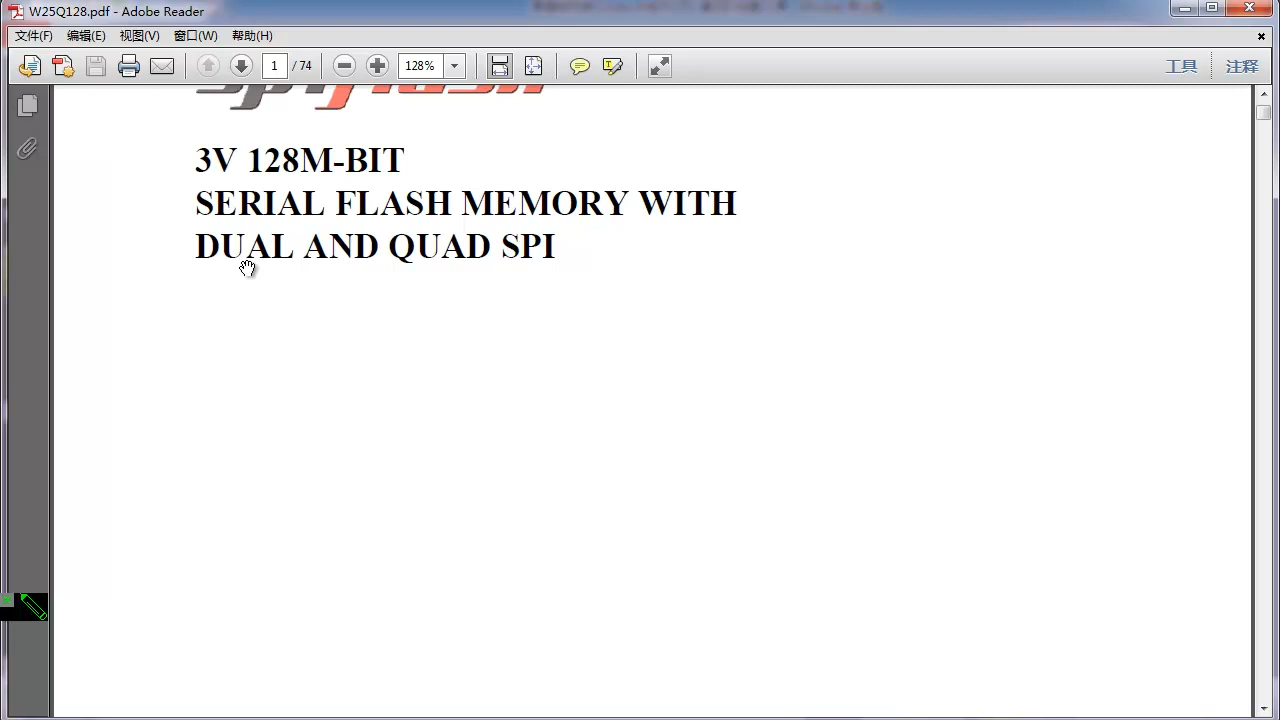 W25Q128.pdf - Adobe Reader
文件(F) 编辑(E) 视图(V) 窗口(W) 帮助(H)
1 / 74 128% 工具 注释
spiflash
3V 128M-BIT
SERIAL FLASH MEMORY WITH
DUAL AND QUAD SPI